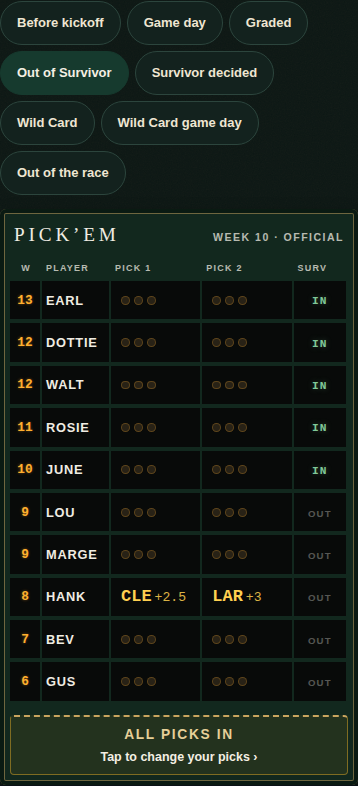 Before kickoff Game day Graded
Out of Survivor Survivor decided
Wild Card Wild Card game day
Out of the race
PICK’EM WEEK 10 · OFFICIAL
W PLAYER PICK 1 PICK 2 SURV
13 EARL IN
12 DOTTIE IN
12 WALT IN
11 ROSIE IN
10 JUNE IN
9 LOU OUT
9 MARGE OUT
8 HANK CLE +2.5 LAR +3 OUT
7 BEV OUT
6 GUS OUT
ALL PICKS IN
Tap to change your picks ›